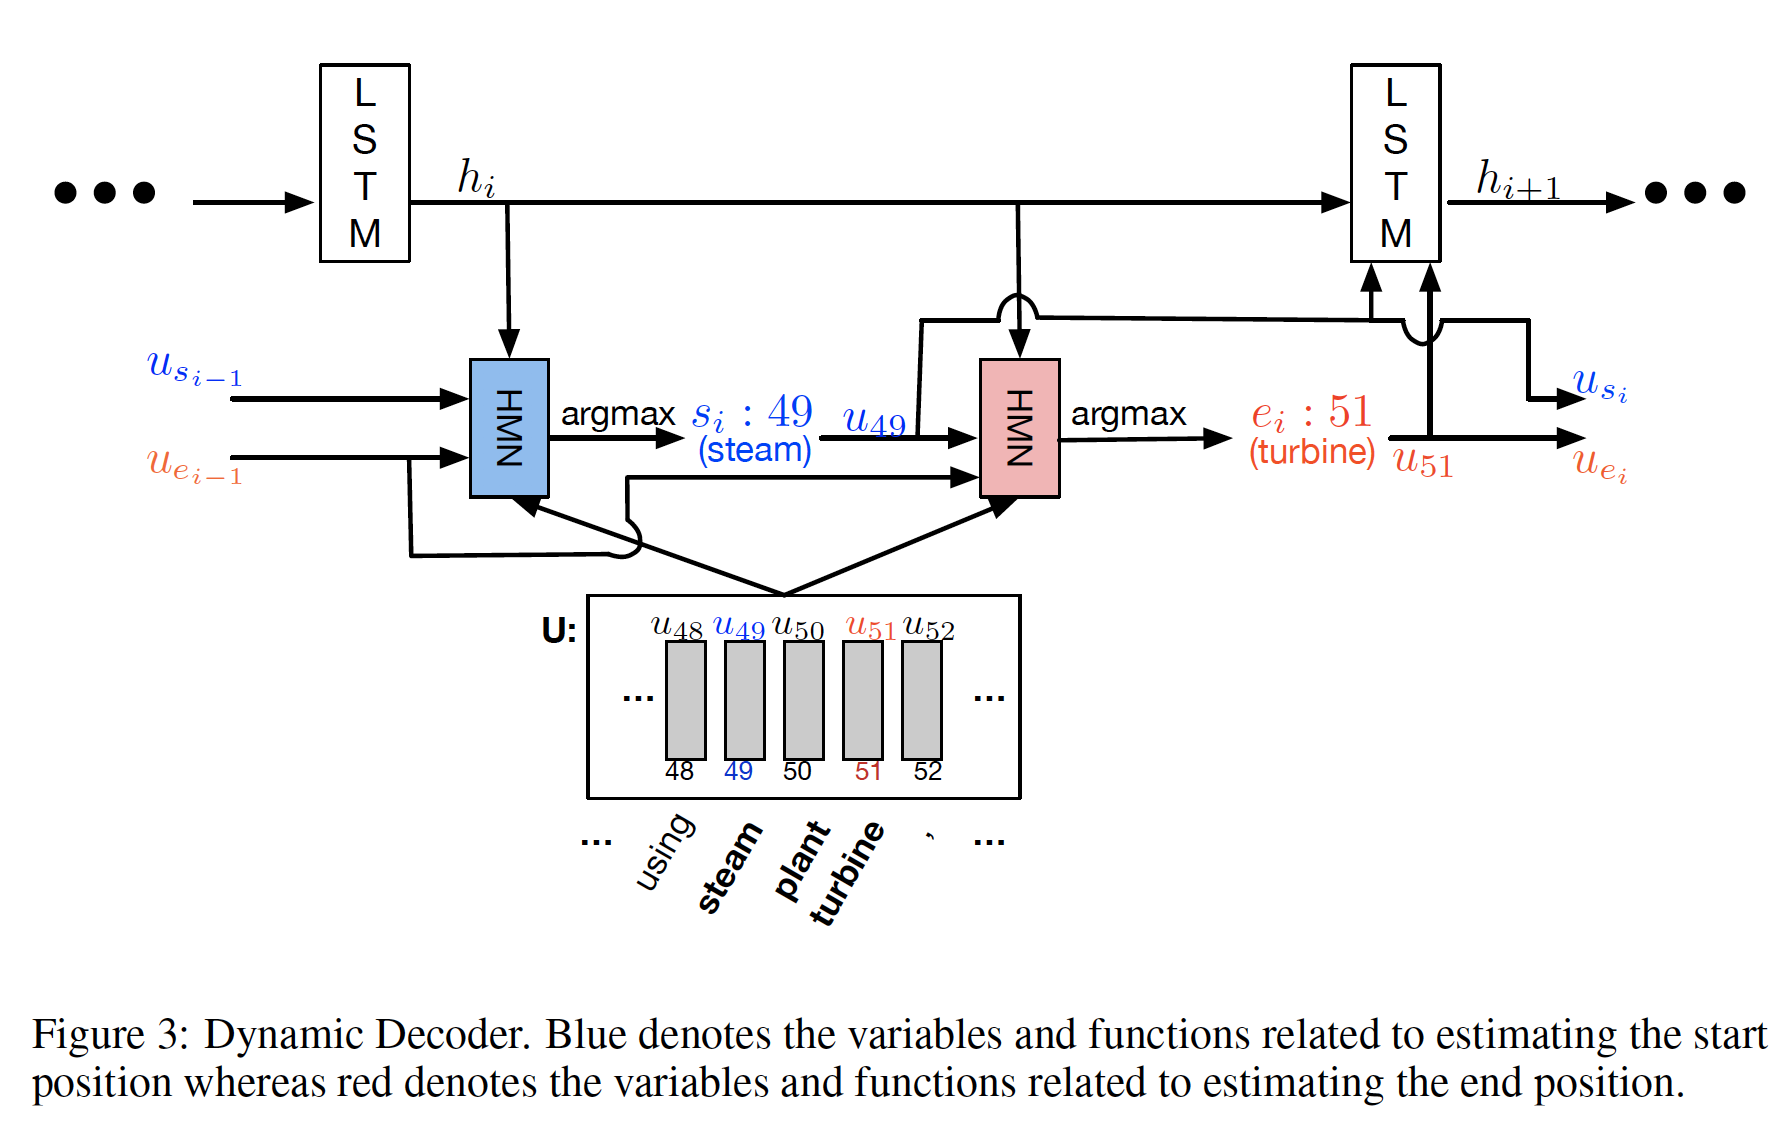 L
S
T
M
L
S
T
M
••• h_i h_{i+1} •••
u_{s_{i-1}}
u_{e_{i-1}}
HMN
argmax s_i : 49
(steam)
u_{49}
HMN
argmax e_i : 51
(turbine)
u_{51}
u_{s_i}
u_{e_i}
U:
u_{48} u_{49} u_{50} u_{51} u_{52}
... ...
48 49 50 51 52
... using steam plant turbine , ...
Figure 3: Dynamic Decoder. Blue denotes the variables and functions related to estimating the start
position whereas red denotes the variables and functions related to estimating the end position.